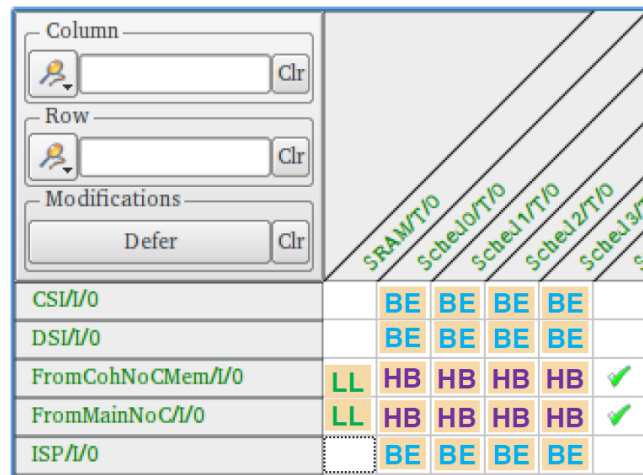 Column
Clr
Row
Clr
Modifications
Defer Clr
SRAM/T/0
Sched0/T/0
Sched1/T/0
Sched2/T/0
Sched3/T
CSI/I/0 BE BE BE BE
DSI/I/0 BE BE BE BE
FromCohNoCMem/I/0 LL HB HB HB HB
FromMainNoC/I/0 LL HB HB HB HB
ISP/I/0 BE BE BE BE